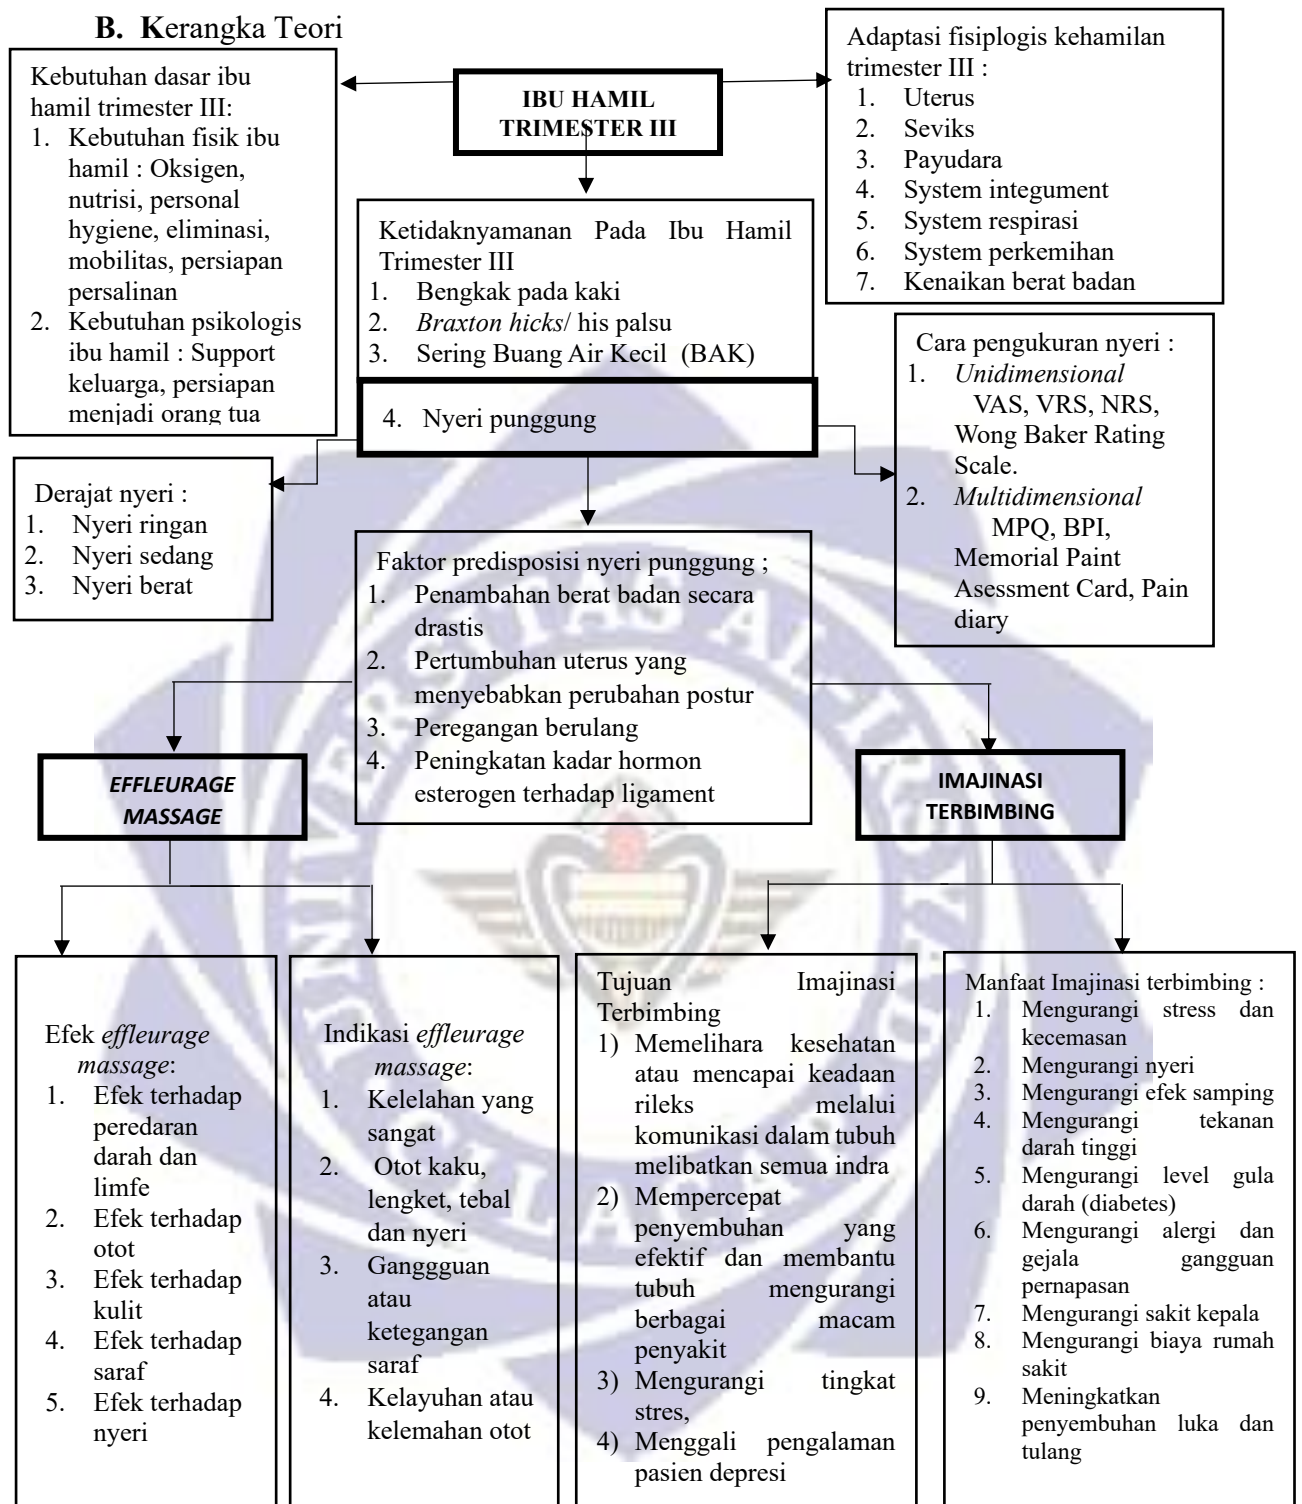 B. Kerangka Teori
Kebutuhan dasar ibu
hamil trimester III:
1. Kebutuhan fisik ibu
hamil : Oksigen,
nutrisi, personal
hygiene, eliminasi,
mobilitas, persiapan
persalinan
2. Kebutuhan psikologis
ibu hamil : Support
keluarga, persiapan
menjadi orang tua
IBU HAMIL
TRIMESTER III
Adaptasi fisiplogis kehamilan
trimester III :
1. Uterus
2. Seviks
3. Payudara
4. System integument
5. System respirasi
6. System perkemihan
7. Kenaikan berat badan
Ketidaknyamanan Pada Ibu Hamil
Trimester III
1. Bengkak pada kaki
2. Braxton hicks/ his palsu
3. Sering Buang Air Kecil (BAK)
4. Nyeri punggung
Cara pengukuran nyeri :
1. Unidimensional
VAS, VRS, NRS,
Wong Baker Rating
Scale.
2. Multidimensional
MPQ, BPI,
Memorial Paint
Asessment Card, Pain
diary
Derajat nyeri :
1. Nyeri ringan
2. Nyeri sedang
3. Nyeri berat
Faktor predisposisi nyeri punggung ;
1. Penambahan berat badan secara
drastis
2. Pertumbuhan uterus yang
menyebabkan perubahan postur
3. Peregangan berulang
4. Peningkatan kadar hormon
esterogen terhadap ligament
EFFLEURAGE
MASSAGE
IMAJINASI
TERBIMBING
Efek effleurage
massage:
1. Efek terhadap
peredaran
darah dan
limfe
2. Efek terhadap
otot
3. Efek terhadap
kulit
4. Efek terhadap
saraf
5. Efek terhadap
nyeri
Indikasi effleurage
massage:
1. Kelelahan yang
sangat
2. Otot kaku,
lengket, tebal
dan nyeri
3. Ganggguan
atau
ketegangan
saraf
4. Kelayuhan atau
kelemahan otot
Tujuan Imajinasi
Terbimbing
1) Memelihara kesehatan
atau mencapai keadaan
rileks melalui
komunikasi dalam tubuh
melibatkan semua indra
2) Mempercepat
penyembuhan yang
efektif dan membantu
tubuh mengurangi
berbagai macam
penyakit
3) Mengurangi tingkat
stres,
4) Menggali pengalaman
pasien depresi
Manfaat Imajinasi terbimbing :
1. Mengurangi stress dan
kecemasan
2. Mengurangi nyeri
3. Mengurangi efek samping
4. Mengurangi tekanan
darah tinggi
5. Mengurangi level gula
darah (diabetes)
6. Mengurangi alergi dan
gejala gangguan
pernapasan
7. Mengurangi sakit kepala
8. Mengurangi biaya rumah
sakit
9. Meningkatkan
penyembuhan luka dan
tulang
UNIVERSITAS AL-IRSYAD
CILACAP